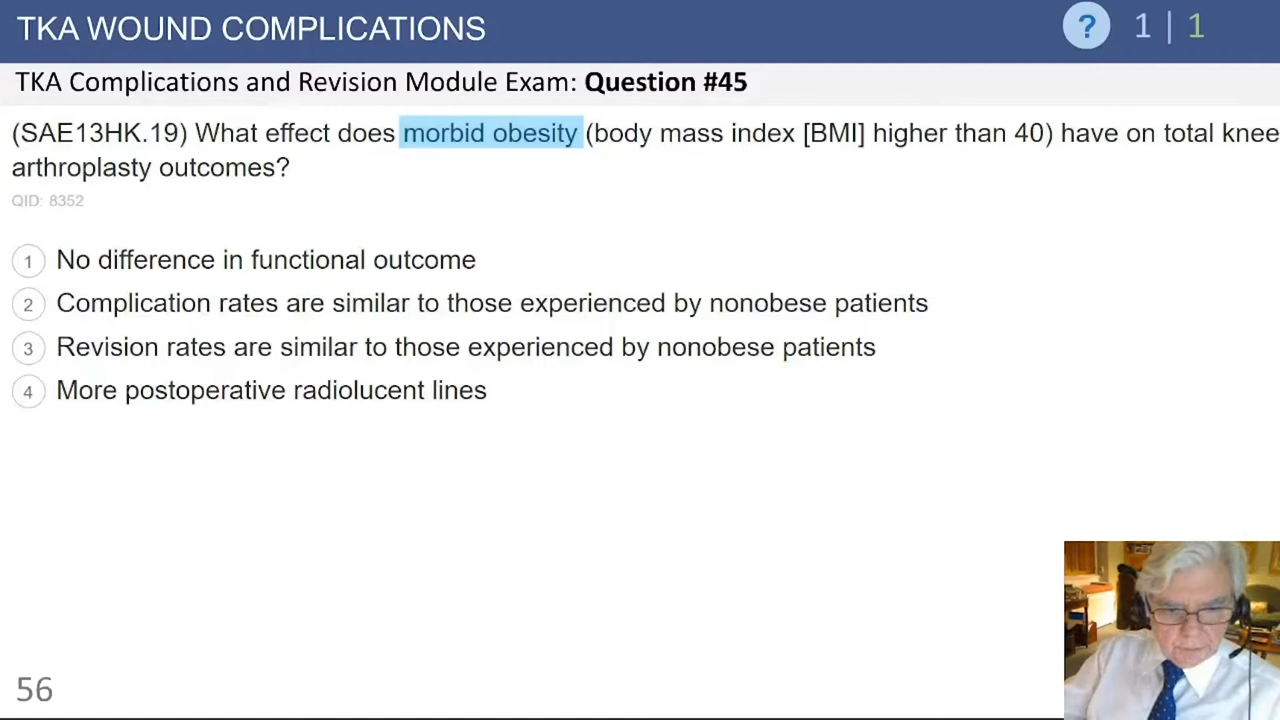 TKA WOUND COMPLICATIONS
? 1 | 1
TKA Complications and Revision Module Exam: Question #45
(SAE13HK.19) What effect does morbid obesity (body mass index [BMI] higher than 40) have on total knee
arthroplasty outcomes?
QID: 8352
1 No difference in functional outcome
2 Complication rates are similar to those experienced by nonobese patients
3 Revision rates are similar to those experienced by nonobese patients
4 More postoperative radiolucent lines
56